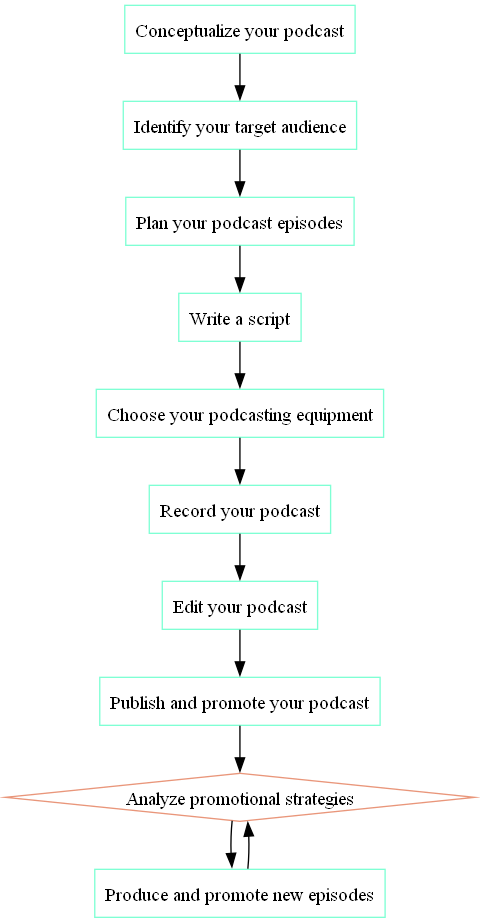 Conceptualize your podcast
Identify your target audience
Plan your podcast episodes
Write a script
Choose your podcasting equipment
Record your podcast
Edit your podcast
Publish and promote your podcast
Analyze promotional strategies
Produce and promote new episodes